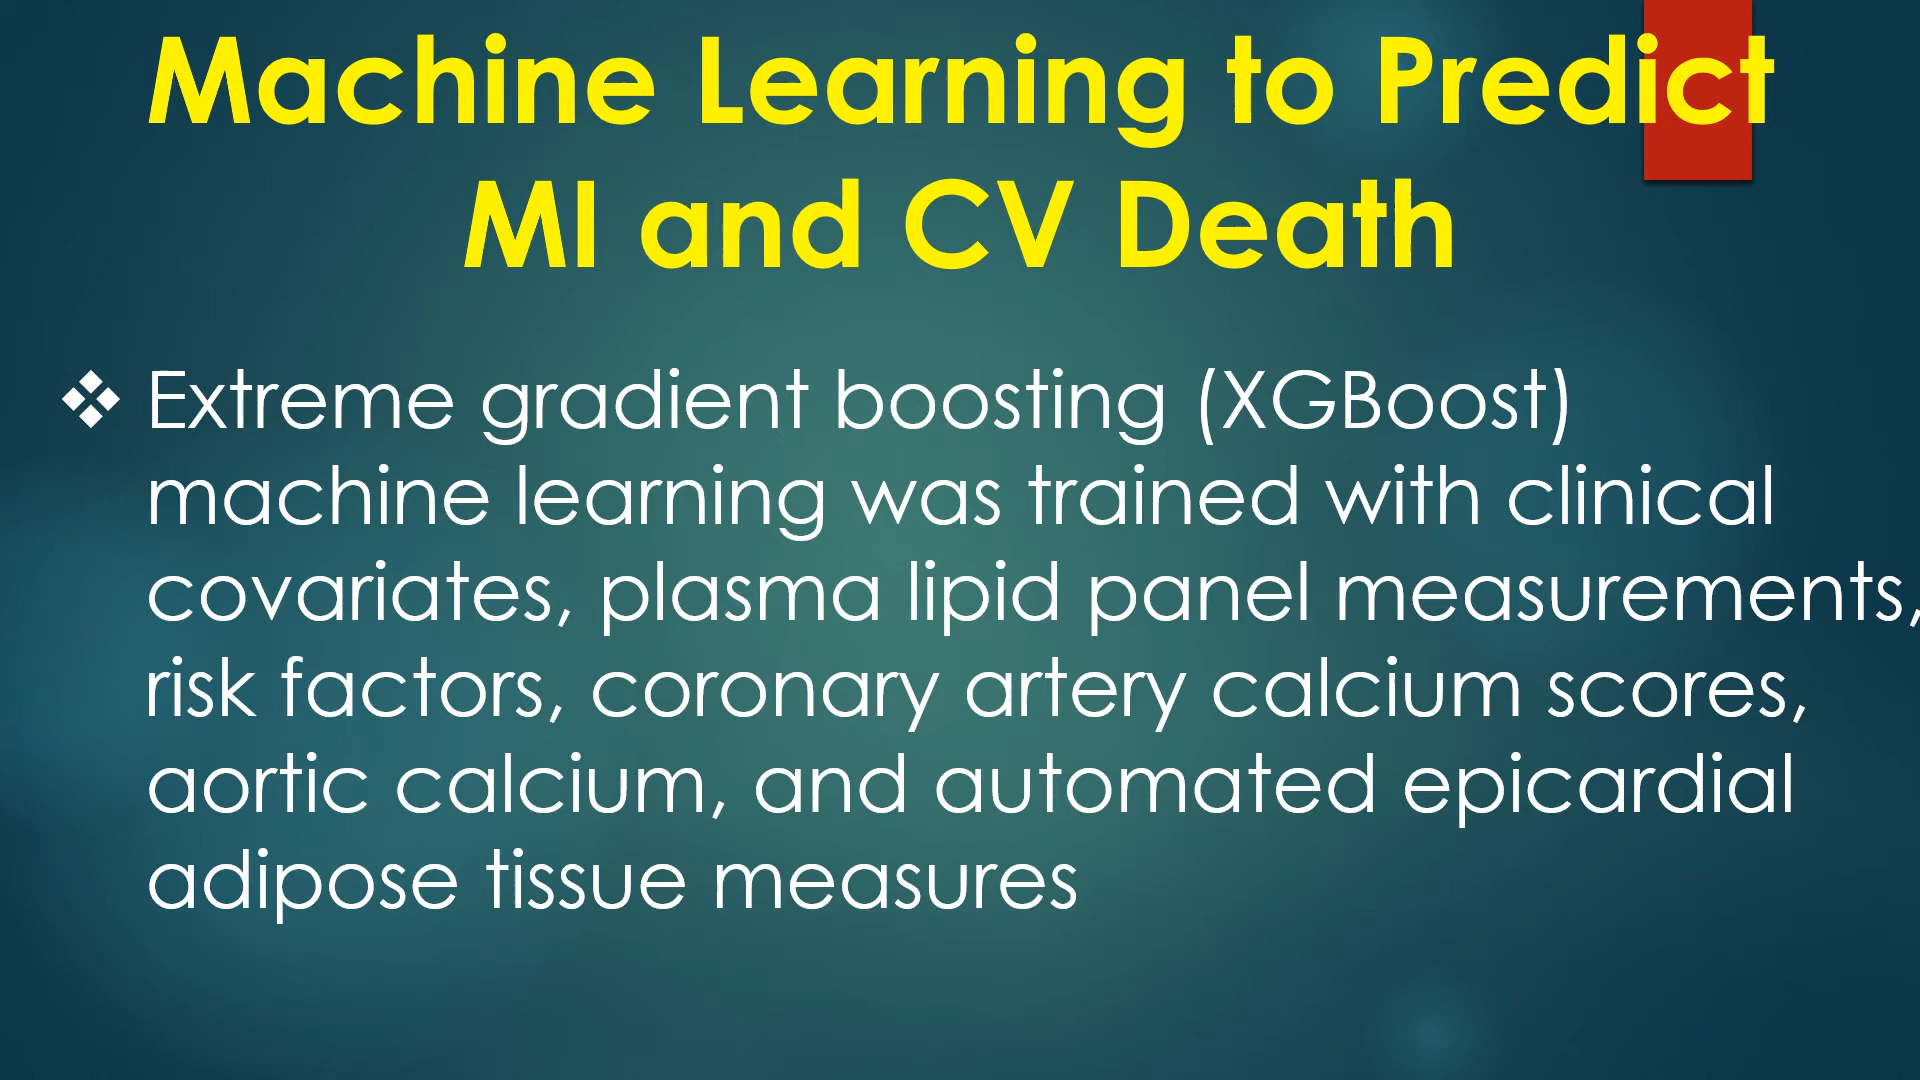 Machine Learning to Predict
MI and CV Death
❖ Extreme gradient boosting (XGBoost)
machine learning was trained with clinical
covariates, plasma lipid panel measurements,
risk factors, coronary artery calcium scores,
aortic calcium, and automated epicardial
adipose tissue measures